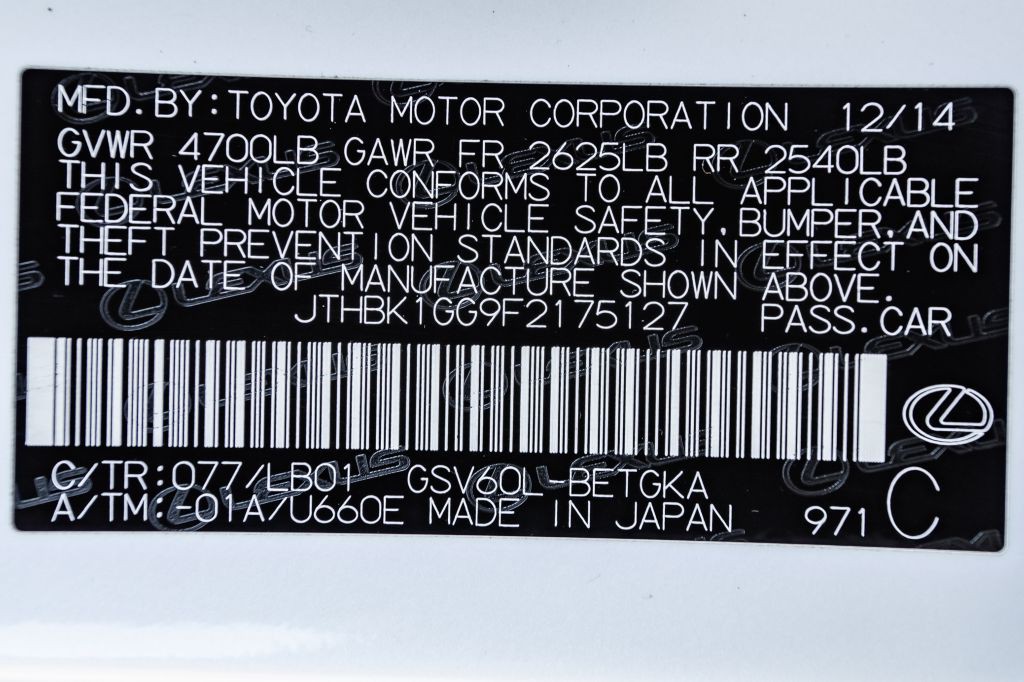 MFD. BY: TOYOTA MOTOR CORPORATION 12/14
GVWR 4700LB GAWR FR 2625LB RR 2540LB
THIS VEHICLE CONFORMS TO ALL APPLICABLE
FEDERAL MOTOR VEHICLE SAFETY, BUMPER, AND
THEFT PREVENTION STANDARDS IN EFFECT ON
THE DATE OF MANUFACTURE SHOWN ABOVE.
JTHBK1GG9F2175127 PASS. CAR
C/TR: 077/LB01 GSV60L-BETGKA
A/TM: -01A/U660E MADE IN JAPAN 971 C